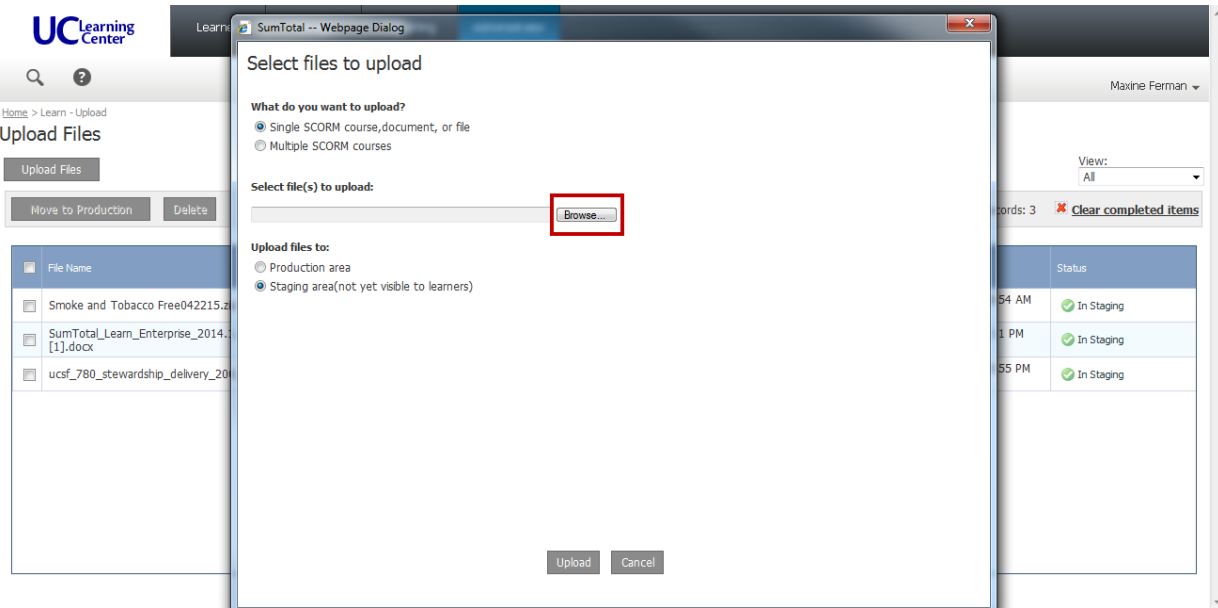 UC Learning Center
Learn
SumTotal -- Webpage Dialog
Select files to upload
Maxine Ferman
Home > Learn - Upload
Upload Files
Upload Files
What do you want to upload?
Single SCORM course,document, or file
Multiple SCORM courses
View:
All
Move to Production
Delete
Select file(s) to upload:
Browse...
cords: 3
Clear completed items
Upload files to:
Production area
Staging area(not yet visible to learners)
File Name
Status
Smoke and Tobacco Free042215.zi
54 AM
In Staging
SumTotal_Learn_Enterprise_2014.
[1].docx
1 PM
In Staging
ucsf_780_stewardship_delivery_20
55 PM
In Staging
Upload
Cancel